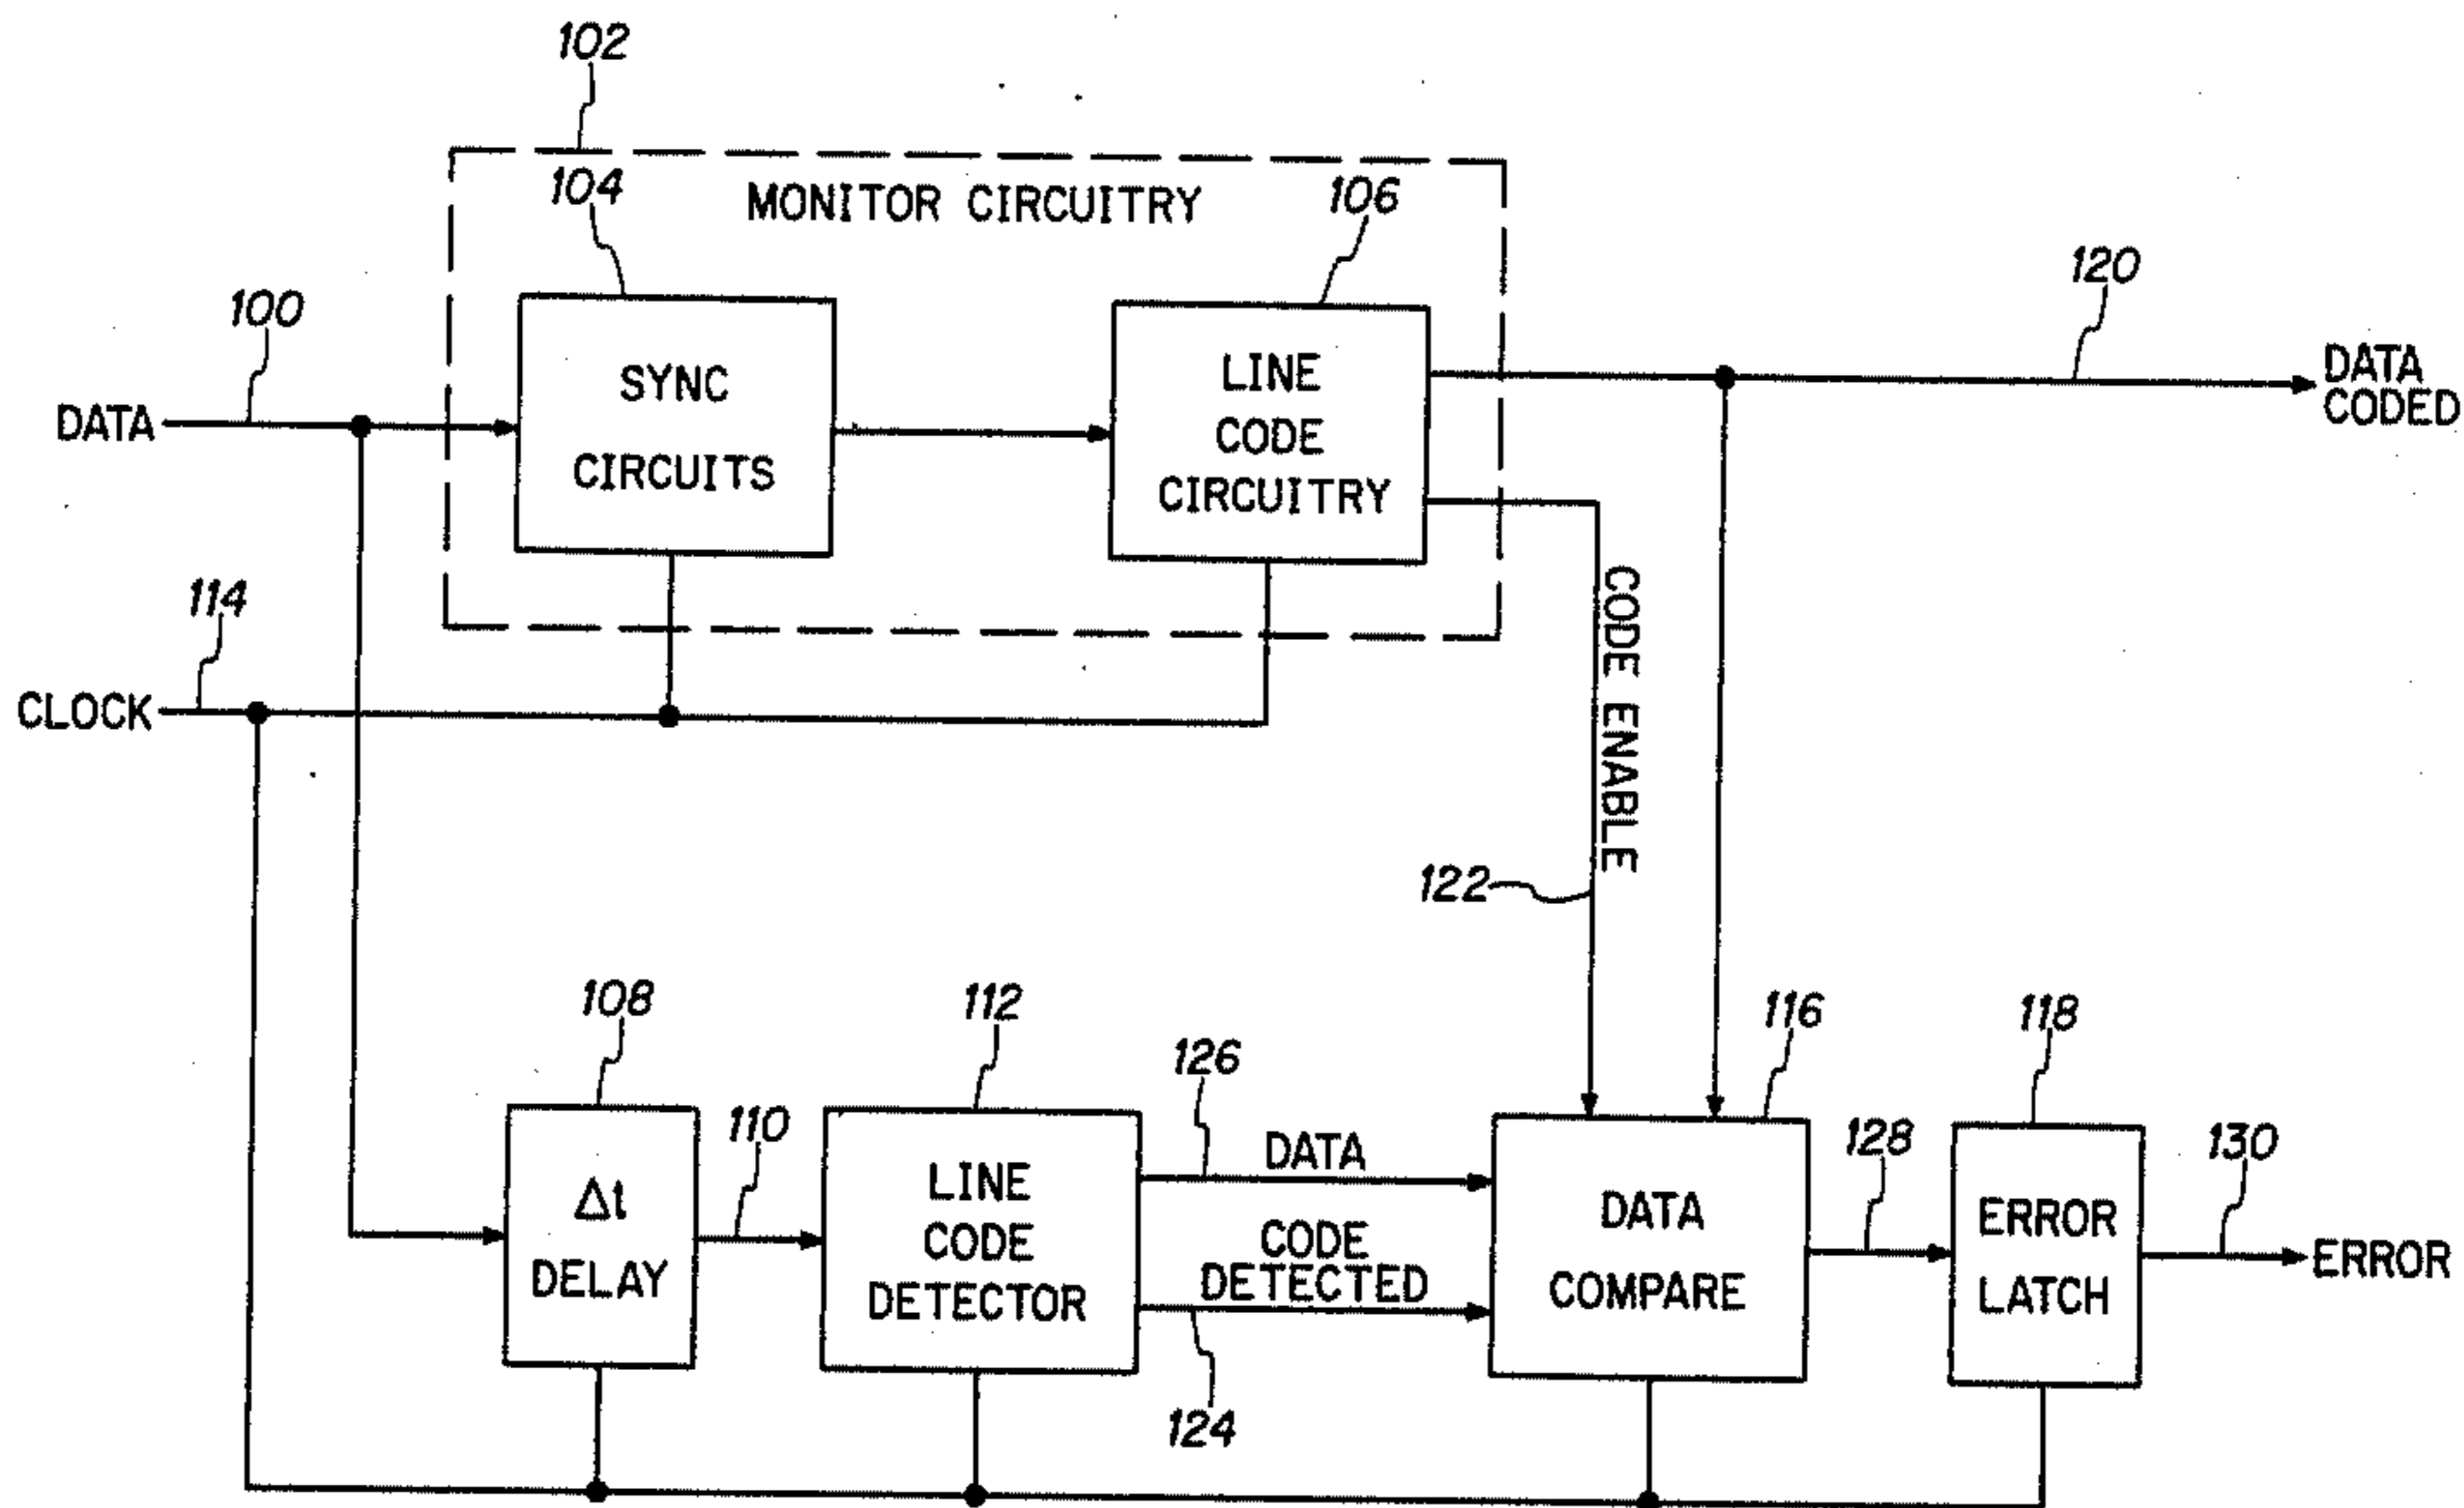 102
104
MONITOR CIRCUITRY
106
100
120
DATA
SYNC
CIRCUITS
LINE
CODE
CIRCUITRY
DATA
CODED
114
CLOCK
CODE ENABLE
122
108
112
126
116
118
110
128
130
Δt
DELAY
LINE
CODE
DETECTOR
DATA
CODE
DETECTED
124
DATA
COMPARE
ERROR
LATCH
ERROR